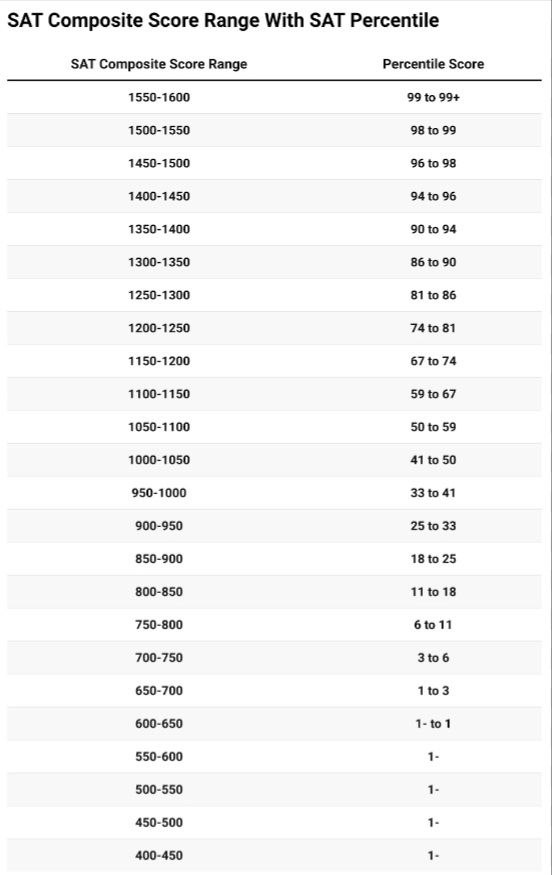 SAT Composite Score Range With SAT Percentile
SAT Composite Score Range Percentile Score
1550-1600 99 to 99+
1500-1550 98 to 99
1450-1500 96 to 98
1400-1450 94 to 96
1350-1400 90 to 94
1300-1350 86 to 90
1250-1300 81 to 86
1200-1250 74 to 81
1150-1200 67 to 74
1100-1150 59 to 67
1050-1100 50 to 59
1000-1050 41 to 50
950-1000 33 to 41
900-950 25 to 33
850-900 18 to 25
800-850 11 to 18
750-800 6 to 11
700-750 3 to 6
650-700 1 to 3
600-650 1- to 1
550-600 1-
500-550 1-
450-500 1-
400-450 1-